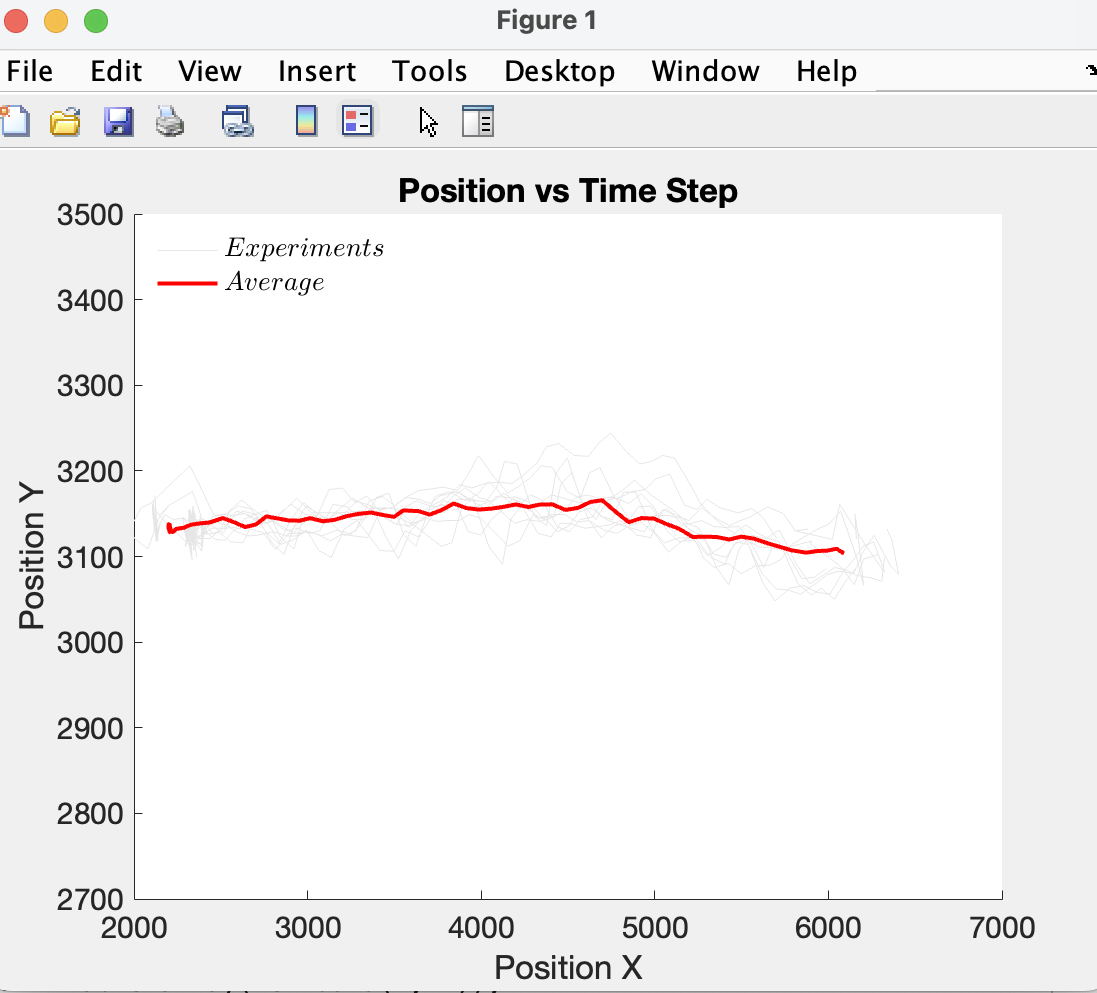 Figure 1
File Edit View Insert Tools Desktop Window Help
Position vs Time Step
Experiments
Average
3500
3400
3300
3200
3100
3000
2900
2800
2700
Position Y
2000 3000 4000 5000 6000 7000
Position X